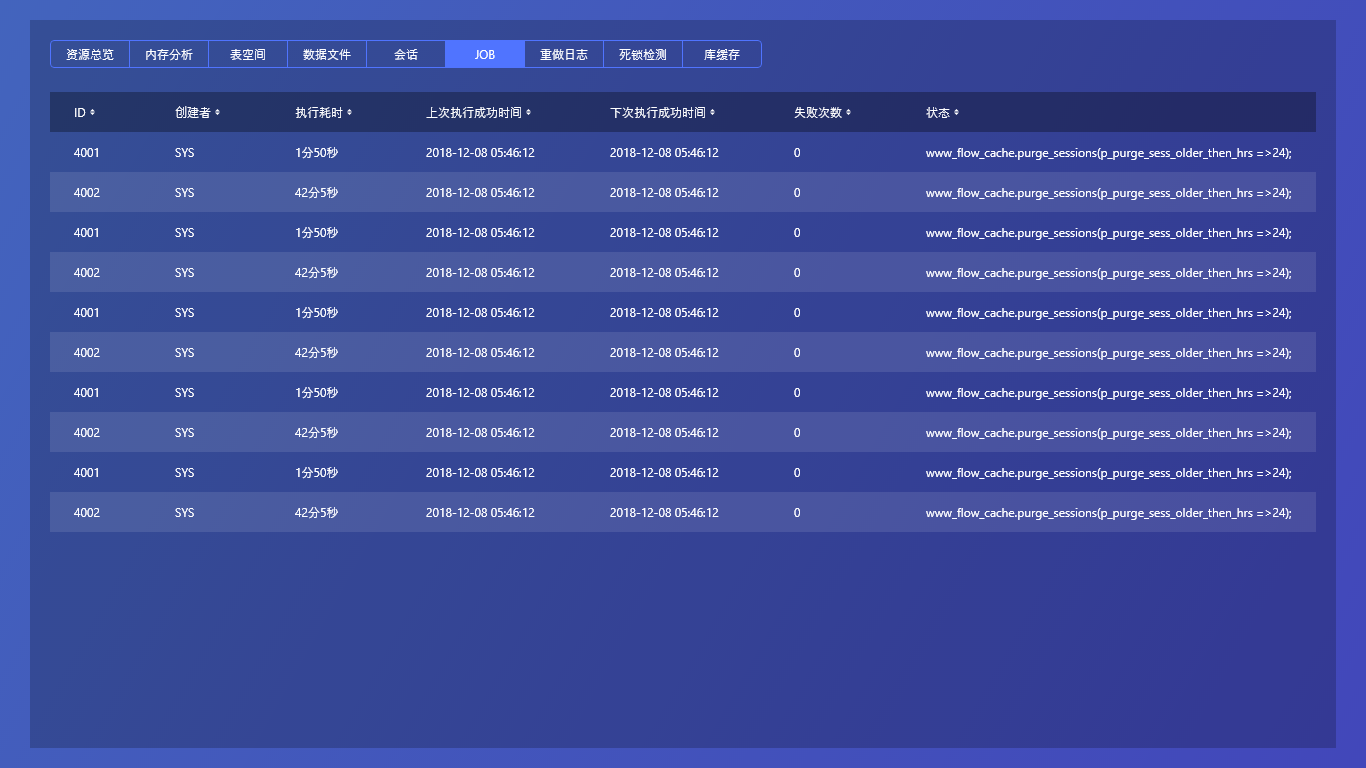 资源总览 内存分析 表空间 数据文件 会话 JOB 重做日志 死锁检测 库缓存
ID 创建者 执行耗时 上次执行成功时间 下次执行成功时间 失败次数 状态
4001 SYS 1分50秒 2018-12-08 05:46:12 2018-12-08 05:46:12 0 www_flow_cache.purge_sessions(p_purge_sess_older_then_hrs =>24);
4002 SYS 42分5秒 2018-12-08 05:46:12 2018-12-08 05:46:12 0 www_flow_cache.purge_sessions(p_purge_sess_older_then_hrs =>24);
4001 SYS 1分50秒 2018-12-08 05:46:12 2018-12-08 05:46:12 0 www_flow_cache.purge_sessions(p_purge_sess_older_then_hrs =>24);
4002 SYS 42分5秒 2018-12-08 05:46:12 2018-12-08 05:46:12 0 www_flow_cache.purge_sessions(p_purge_sess_older_then_hrs =>24);
4001 SYS 1分50秒 2018-12-08 05:46:12 2018-12-08 05:46:12 0 www_flow_cache.purge_sessions(p_purge_sess_older_then_hrs =>24);
4002 SYS 42分5秒 2018-12-08 05:46:12 2018-12-08 05:46:12 0 www_flow_cache.purge_sessions(p_purge_sess_older_then_hrs =>24);
4001 SYS 1分50秒 2018-12-08 05:46:12 2018-12-08 05:46:12 0 www_flow_cache.purge_sessions(p_purge_sess_older_then_hrs =>24);
4002 SYS 42分5秒 2018-12-08 05:46:12 2018-12-08 05:46:12 0 www_flow_cache.purge_sessions(p_purge_sess_older_then_hrs =>24);
4001 SYS 1分50秒 2018-12-08 05:46:12 2018-12-08 05:46:12 0 www_flow_cache.purge_sessions(p_purge_sess_older_then_hrs =>24);
4002 SYS 42分5秒 2018-12-08 05:46:12 2018-12-08 05:46:12 0 www_flow_cache.purge_sessions(p_purge_sess_older_then_hrs =>24);